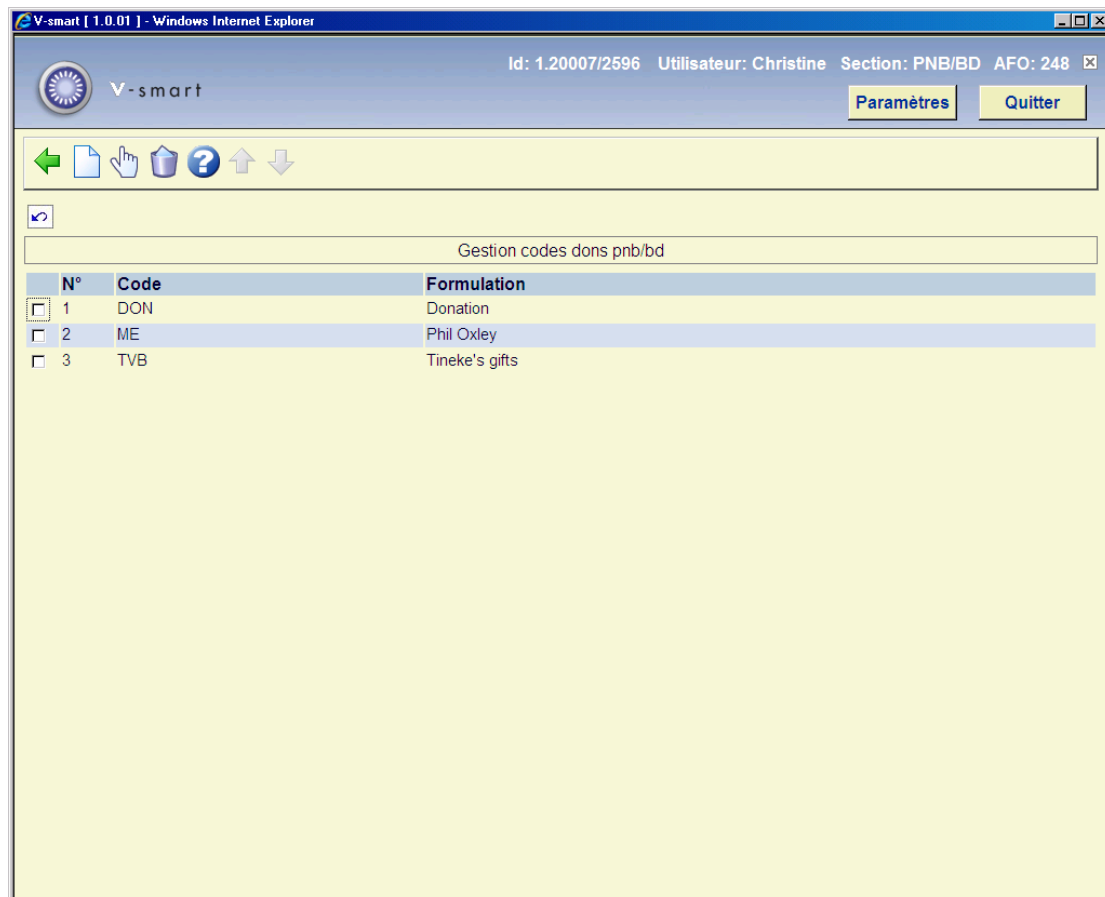 V-smart [ 1.0.01 ] - Windows Internet Explorer
Id: 1.20007/2596 Utilisateur: Christine Section: PNB/BD AFO: 248
V-smart
Paramètres Quitter
Gestion codes dons pnb/bd
N° Code Formulation
1 DON Donation
2 ME Phil Oxley
3 TVB Tineke's gifts